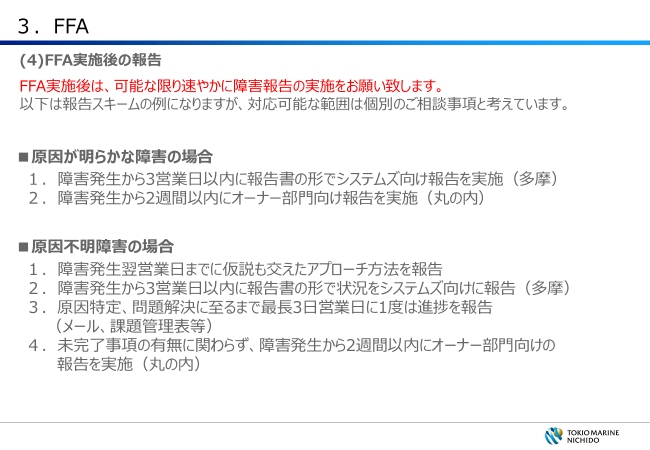 ３．FFA
(4)FFA実施後の報告
FFA実施後は、可能な限り速やかに障害報告の実施をお願い致します。
以下は報告スキームの例になりますが、対応可能な範囲は個別のご相談事項と考えています。
■原因が明らかな障害の場合
１．障害発生から3営業日以内に報告書の形でシステムズ向け報告を実施（多摩）
２．障害発生から2週間以内にオーナー部門向け報告を実施（丸の内）
■原因不明障害の場合
１．障害発生翌営業日までに仮説も交えたアプローチ方法を報告
２．障害発生から3営業日以内に報告書の形で状況をシステムズ向けに報告（多摩）
３．原因特定、問題解決に至るまで最長3日営業日に1度は進捗を報告
（メール、課題管理表等）
４．未完了事項の有無に関わらず、障害発生から2週間以内にオーナー部門向けの
報告を実施（丸の内）
TOKIO MARINE
NICHIDO